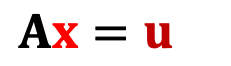 Ax = u